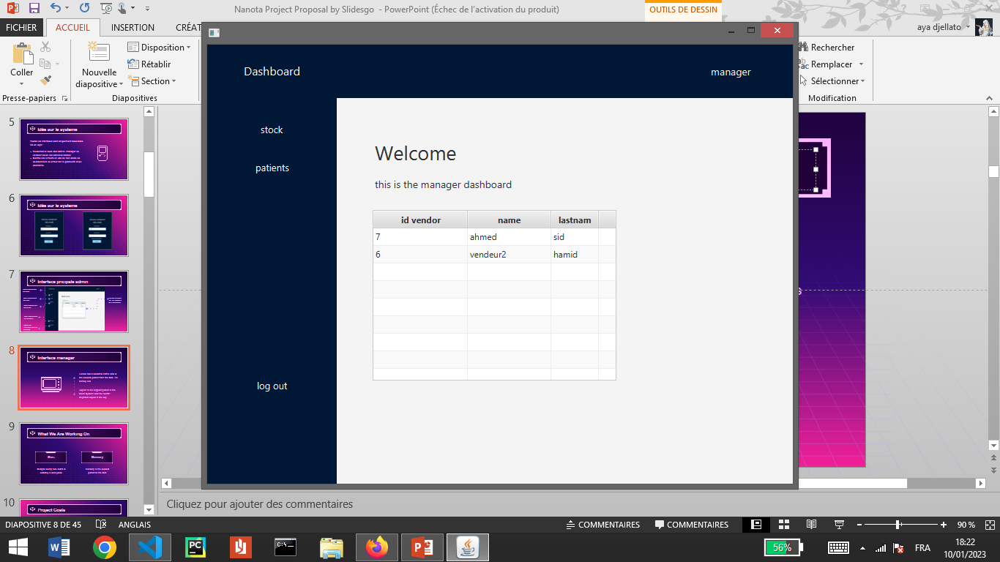 Nanota Project Proposal by Slidesgo - PowerPoint (Échec de l'activation du produit)
OUTILS DE DESSIN
FICHIER
ACCUEIL
INSERTION
CRÉAT
aya djellato
Coller
Presse-papiers
Nouvelle
diapositive
Disposition
Rétablir
Section
Diapositives
Rechercher
Remplacer
Sélectionner
Modification
Dashboard
manager
stock
patients
log out
Welcome
this is the manager dashboard
id vendor name lastnam
7 ahmed sid
6 vendeur2 hamid
5
Idée sur le systeme
6
Idée sur le systeme
7
Interface pricipale admin
8
Interface manager
9
What We Are Working On
Mars
Mercury
10
Project Goals
Cliquez pour ajouter des commentaires
DIAPOSITIVE 8 DE 45
ANGLAIS
COMMENTAIRES
COMMENTAIRES
90 %
56%
FRA
18:22
10/01/2023